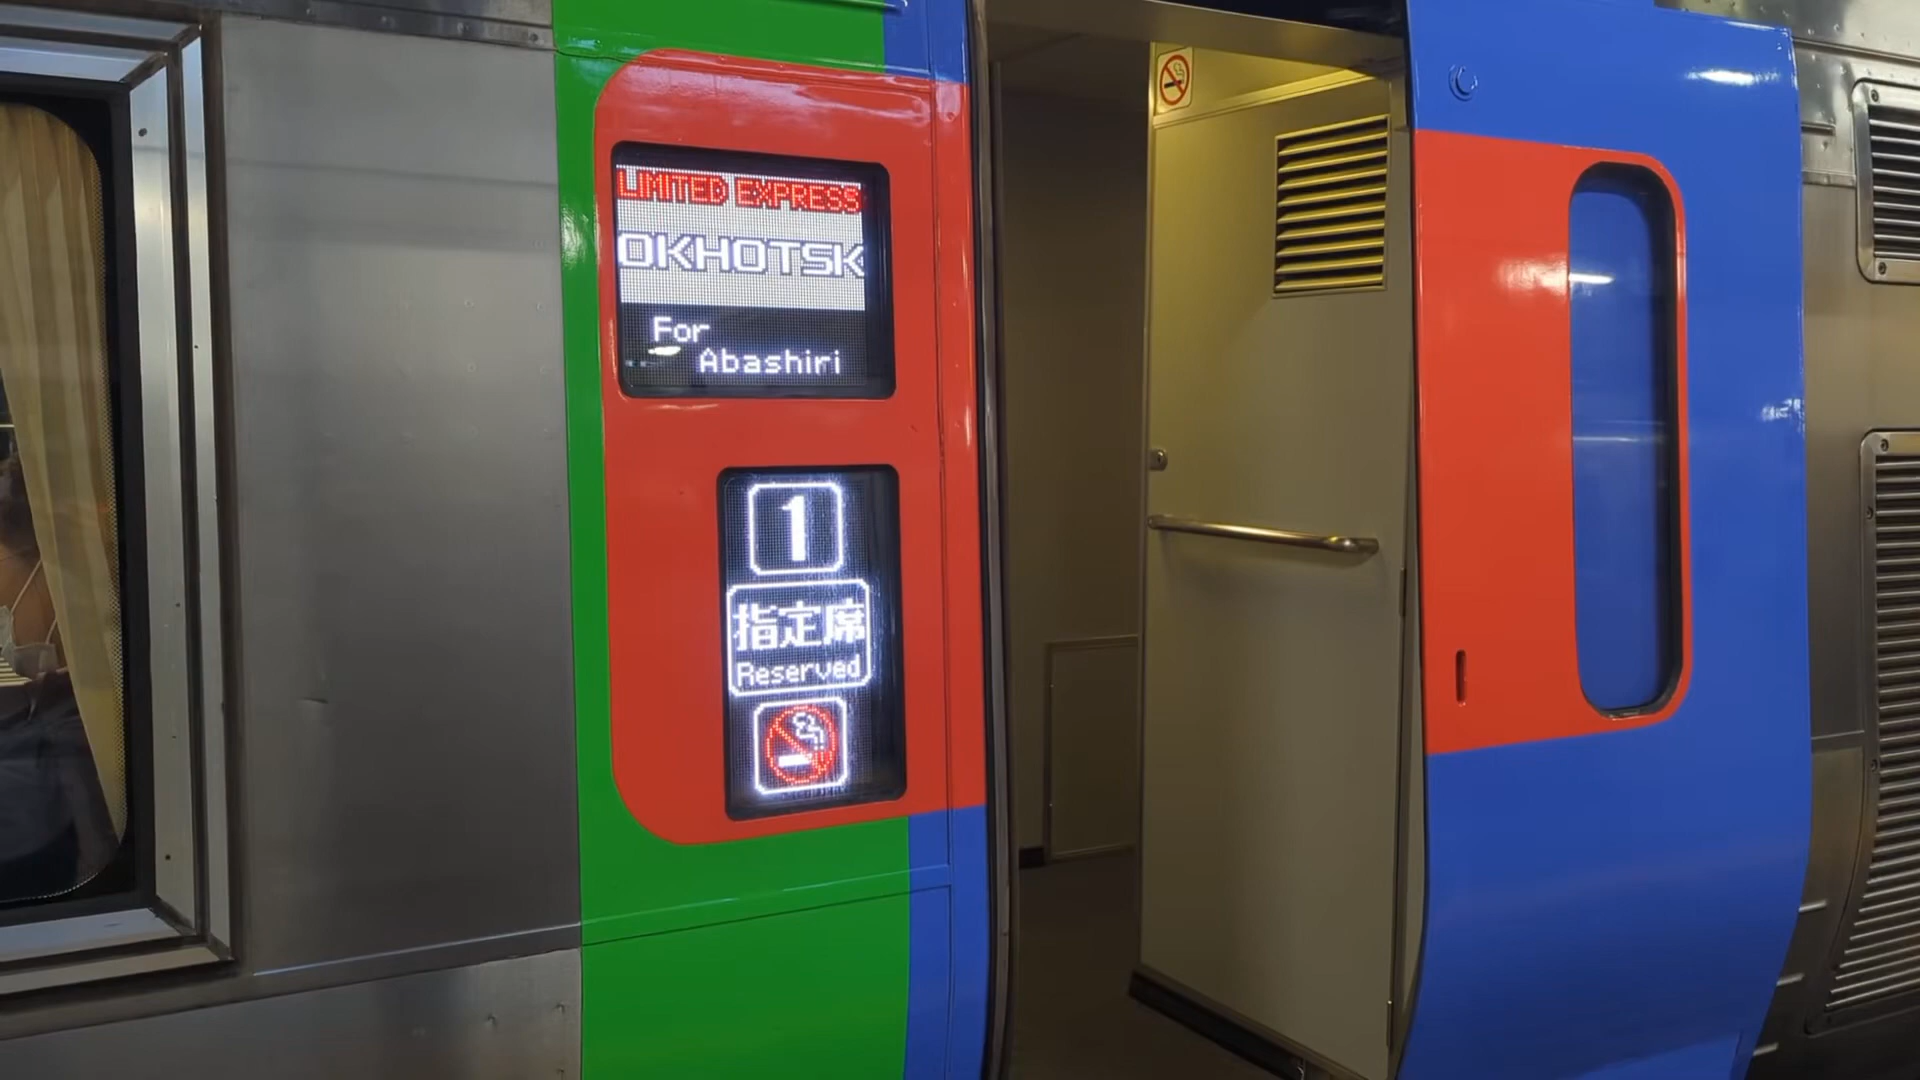 LIMITED EXPRESS
OKHOTSK
For
Abashiri
1
指定席
Reserved